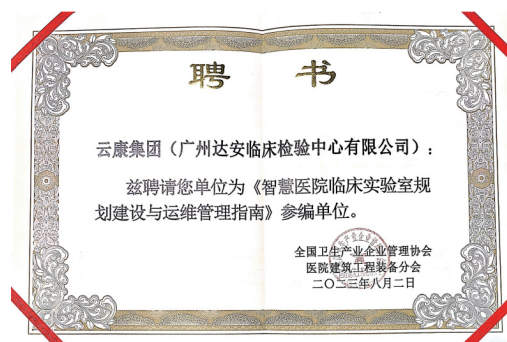 聘 书
云康集团（广州达安临床检验中心有限公司）：
兹聘请您单位为《智慧医院临床实验室规
划建设与运维管理指南》参编单位。
全国卫生产业企业管理协会
医院建筑工程装备分会
二〇二三年八月二日